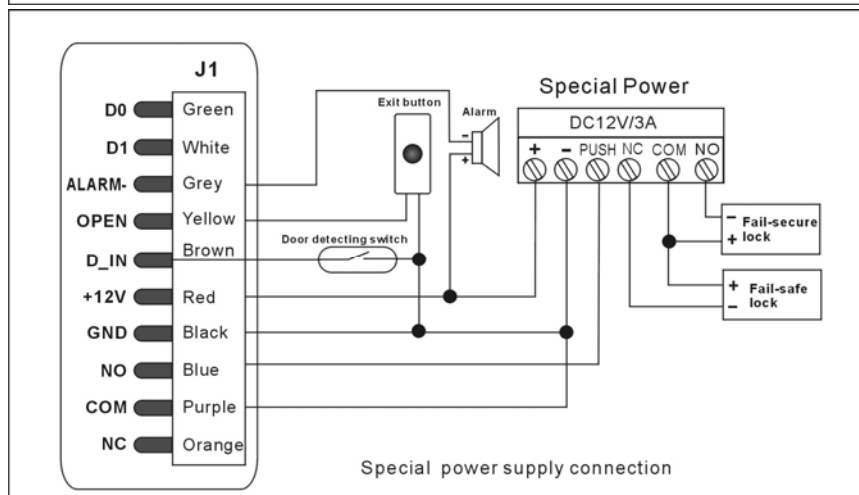 J1
D0 Green
D1 White
ALARM- Grey
OPEN Yellow
D_IN Brown
+12V Red
GND Black
NO Blue
COM Purple
NC Orange
Exit button
Alarm
-
+
Door detecting switch
Special Power
DC12V/3A
+ - PUSH NC COM NO
- Fail-secure
+ lock
+ Fail-safe
- lock
Special power supply connection